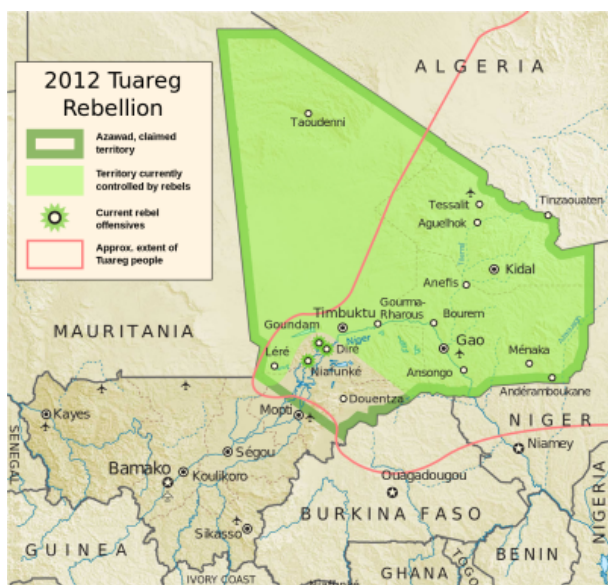 2012 Tuareg
Rebellion
Azawad, claimed
territory
Territory currently
controlled by rebels
Current rebel
offensives
Approx. extent of
Tuareg people
ALGERIA
Taoudenni
Tessalit
Tinzaouaten
Aguelhok
Kidal
Anefis
Timbuktu
Gourma-
Rharous
Bourem
Goundam
MAURITANIA
Niger
Diré
Gao
Léré
Niafunké
Ménaka
Ansongo
Andéramboukane
Douentza
Mopti
Kayes
NIGER
Niamey
Ségou
SENEGAL
Bamako
Koulikoro
Ouagadougou
BURKINA FASO
Sikasso
NIGERIA
GUINEA
BENIN
TOGO
GHANA
IVORY COAST